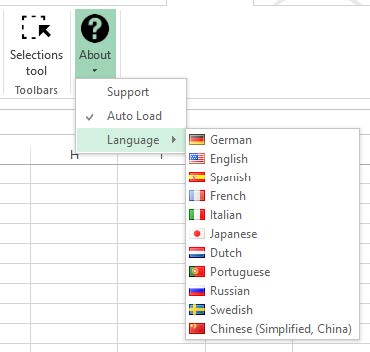 Selections
tool
About
Toolbars
Support
Auto Load
Language
H
German
English
Spanish
French
Italian
Japanese
Dutch
Portuguese
Russian
Swedish
Chinese (Simplified, China)